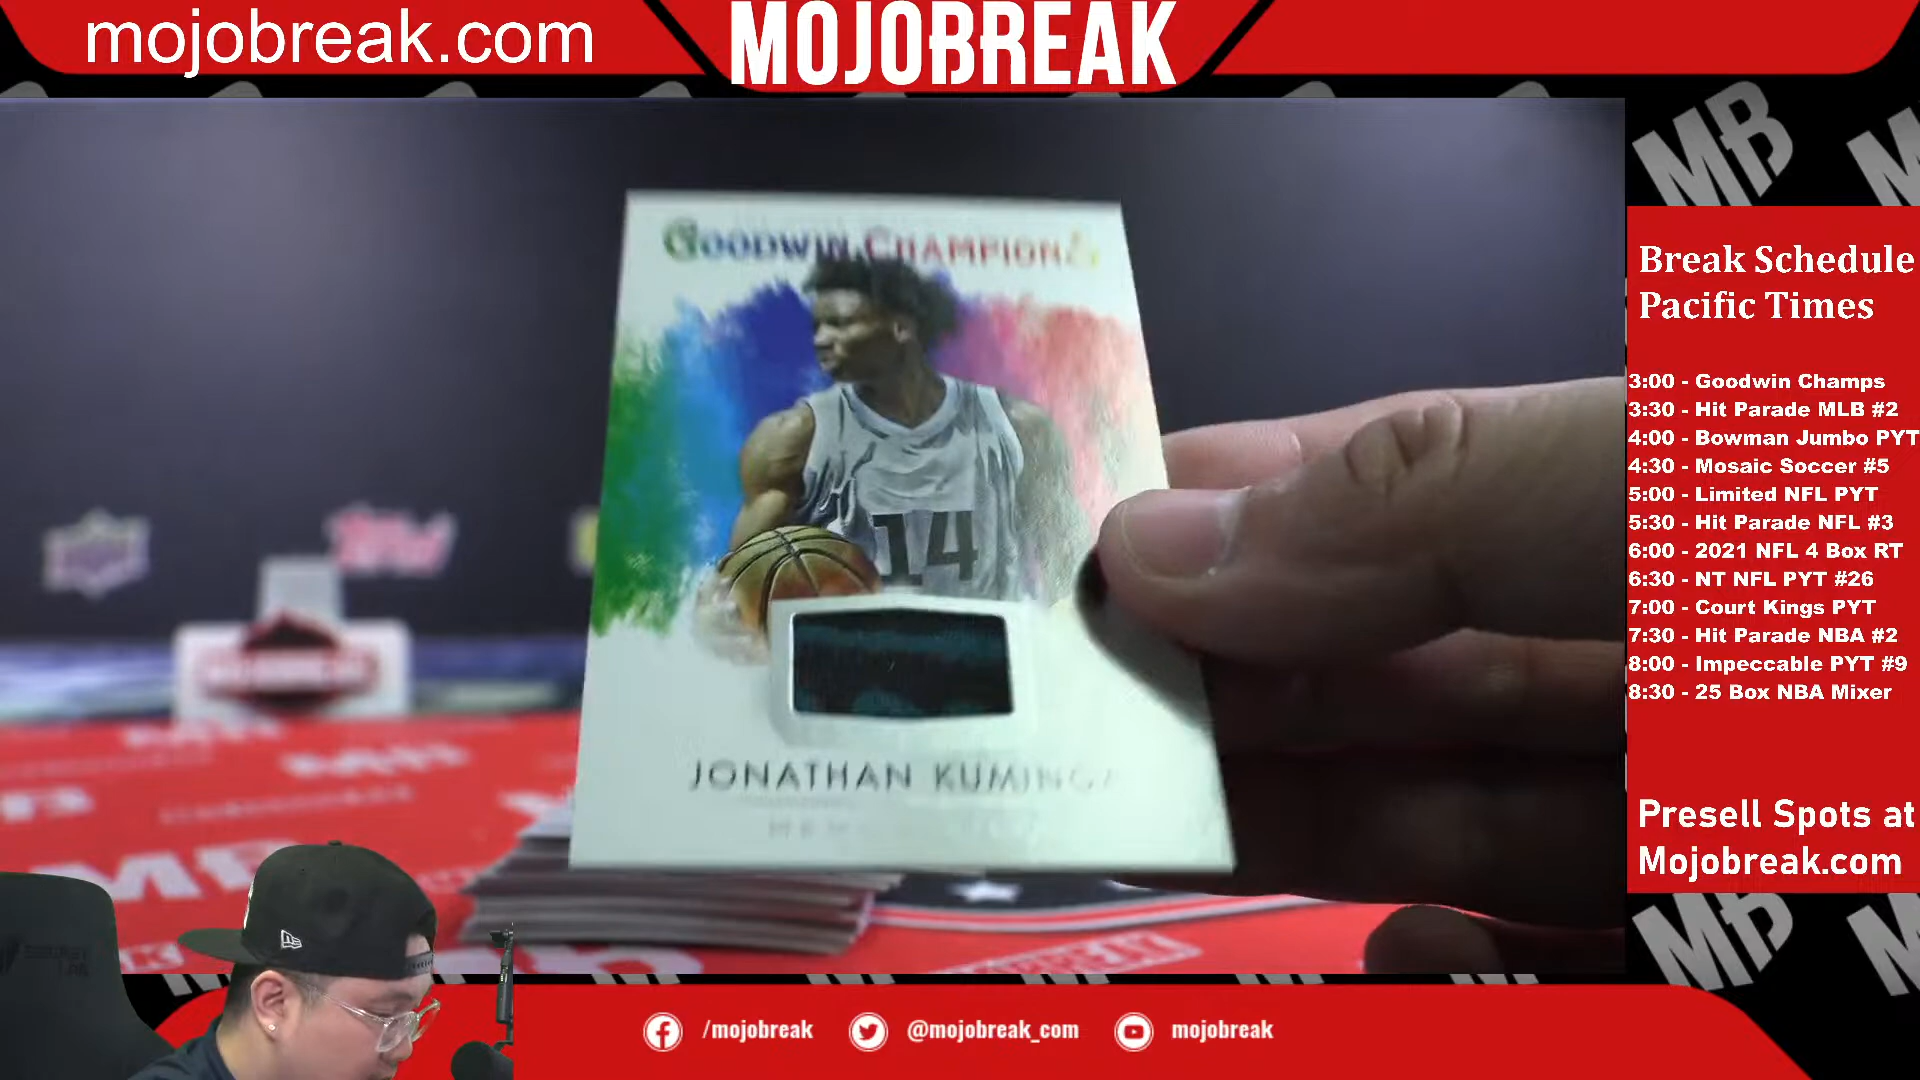 mojobreak.com
MOJOBREAK
GOODWIN CHAMPIONS
14
JONATHAN KUMINGA
Break Schedule
Pacific Times
3:00 - Goodwin Champs
3:30 - Hit Parade MLB #2
4:00 - Bowman Jumbo PYT
4:30 - Mosaic Soccer #5
5:00 - Limited NFL PYT
5:30 - Hit Parade NFL #3
6:00 - 2021 NFL 4 Box RT
6:30 - NT NFL PYT #26
7:00 - Court Kings PYT
7:30 - Hit Parade NBA #2
8:00 - Impeccable PYT #9
8:30 - 25 Box NBA Mixer
Presell Spots at
Mojobreak.com
MB
MB
/mojobreak
@mojobreak_com
mojobreak